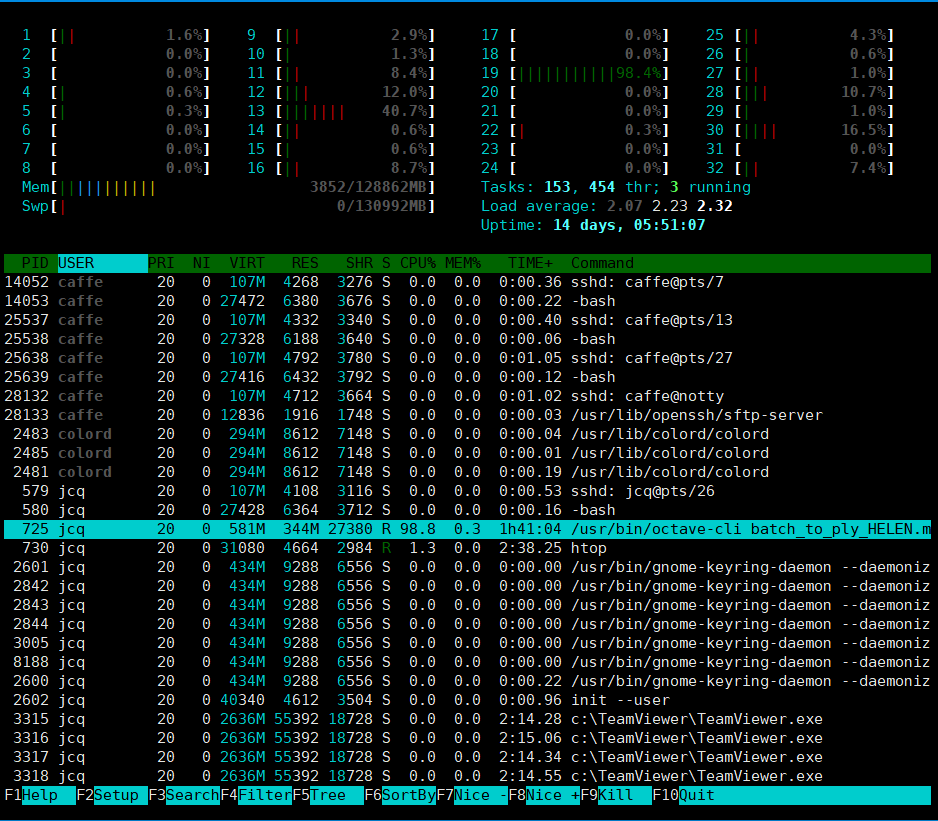 1 [|| 1.6%] 9 [|| 2.9%] 17 [ 0.0%] 25 [|| 4.3%]
2 [ 0.0%] 10 [| 1.3%] 18 [ 0.0%] 26 [| 0.6%]
3 [ 0.0%] 11 [|| 8.4%] 19 [|||||||||||98.4%] 27 [|| 1.0%]
4 [| 0.6%] 12 [||| 12.0%] 20 [ 0.0%] 28 [||| 10.7%]
5 [| 0.3%] 13 [||||||| 40.7%] 21 [ 0.0%] 29 [| 1.0%]
6 [ 0.0%] 14 [|| 0.6%] 22 [| 0.3%] 30 [|||| 16.5%]
7 [ 0.0%] 15 [| 0.6%] 23 [ 0.0%] 31 [ 0.0%]
8 [ 0.0%] 16 [|| 8.7%] 24 [ 0.0%] 32 [|| 7.4%]
Mem[||||||||||| 3852/128862MB] Tasks: 153, 454 thr; 3 running
Swp[| 0/130992MB] Load average: 2.07 2.23 2.32
Uptime: 14 days, 05:51:07
PID USER PRI NI VIRT RES SHR S CPU% MEM% TIME+ Command
14052 caffe 20 0 107M 4268 3276 S 0.0 0.0 0:00.36 sshd: caffe@pts/7
14053 caffe 20 0 27472 6380 3676 S 0.0 0.0 0:00.22 -bash
25537 caffe 20 0 107M 4332 3340 S 0.0 0.0 0:00.40 sshd: caffe@pts/13
25538 caffe 20 0 27328 6188 3640 S 0.0 0.0 0:00.06 -bash
25638 caffe 20 0 107M 4792 3780 S 0.0 0.0 0:01.05 sshd: caffe@pts/27
25639 caffe 20 0 27416 6432 3792 S 0.0 0.0 0:00.12 -bash
28132 caffe 20 0 107M 4712 3664 S 0.0 0.0 0:01.02 sshd: caffe@notty
28133 caffe 20 0 12836 1916 1748 S 0.0 0.0 0:00.03 /usr/lib/openssh/sftp-server
2483 colord 20 0 294M 8612 7148 S 0.0 0.0 0:00.04 /usr/lib/colord/colord
2485 colord 20 0 294M 8612 7148 S 0.0 0.0 0:00.01 /usr/lib/colord/colord
2481 colord 20 0 294M 8612 7148 S 0.0 0.0 0:00.19 /usr/lib/colord/colord
579 jcq 20 0 107M 4108 3116 S 0.0 0.0 0:00.53 sshd: jcq@pts/26
580 jcq 20 0 27428 6364 3712 S 0.0 0.0 0:00.16 -bash
725 jcq 20 0 581M 344M 27380 R 98.8 0.3 1h41:04 /usr/bin/octave-cli batch_to_ply_HELEN.m
730 jcq 20 0 31080 4664 2984 R 1.3 0.0 2:38.25 htop
2601 jcq 20 0 434M 9288 6556 S 0.0 0.0 0:00.00 /usr/bin/gnome-keyring-daemon --daemoniz
2842 jcq 20 0 434M 9288 6556 S 0.0 0.0 0:00.00 /usr/bin/gnome-keyring-daemon --daemoniz
2843 jcq 20 0 434M 9288 6556 S 0.0 0.0 0:00.00 /usr/bin/gnome-keyring-daemon --daemoniz
2844 jcq 20 0 434M 9288 6556 S 0.0 0.0 0:00.00 /usr/bin/gnome-keyring-daemon --daemoniz
3005 jcq 20 0 434M 9288 6556 S 0.0 0.0 0:00.00 /usr/bin/gnome-keyring-daemon --daemoniz
8188 jcq 20 0 434M 9288 6556 S 0.0 0.0 0:00.00 /usr/bin/gnome-keyring-daemon --daemoniz
2600 jcq 20 0 434M 9288 6556 S 0.0 0.0 0:00.22 /usr/bin/gnome-keyring-daemon --daemoniz
2602 jcq 20 0 40340 4612 3504 S 0.0 0.0 0:00.96 init --user
3315 jcq 20 0 2636M 55392 18728 S 0.0 0.0 2:14.28 c:\TeamViewer\TeamViewer.exe
3316 jcq 20 0 2636M 55392 18728 S 0.0 0.0 2:15.06 c:\TeamViewer\TeamViewer.exe
3317 jcq 20 0 2636M 55392 18728 S 0.0 0.0 2:14.34 c:\TeamViewer\TeamViewer.exe
3318 jcq 20 0 2636M 55392 18728 S 0.0 0.0 2:14.55 c:\TeamViewer\TeamViewer.exe
F1Help F2Setup F3SearchF4FilterF5Tree F6SortByF7Nice -F8Nice +F9Kill F10Quit